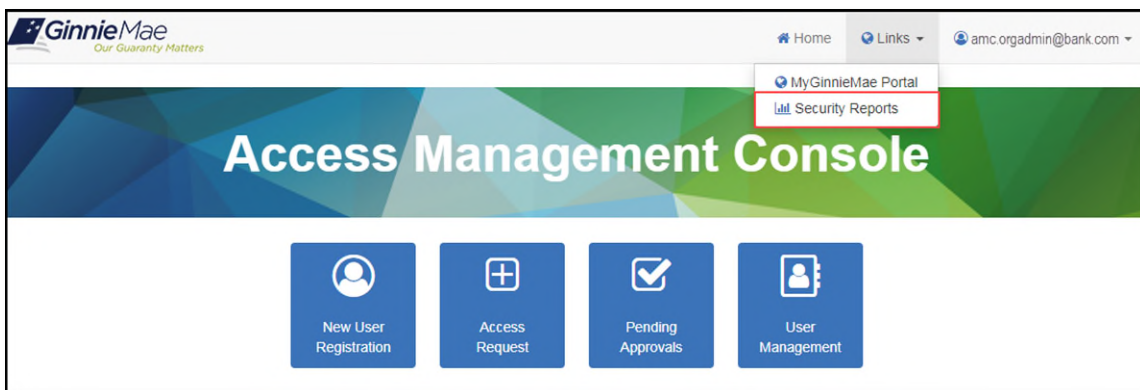 GinnieMae
Our Guaranty Matters
Home
Links
amc.orgadmin@bank.com
MyGinnieMae Portal
Security Reports
Access Management Console
New User
Registration
Access
Request
Pending
Approvals
User
Management